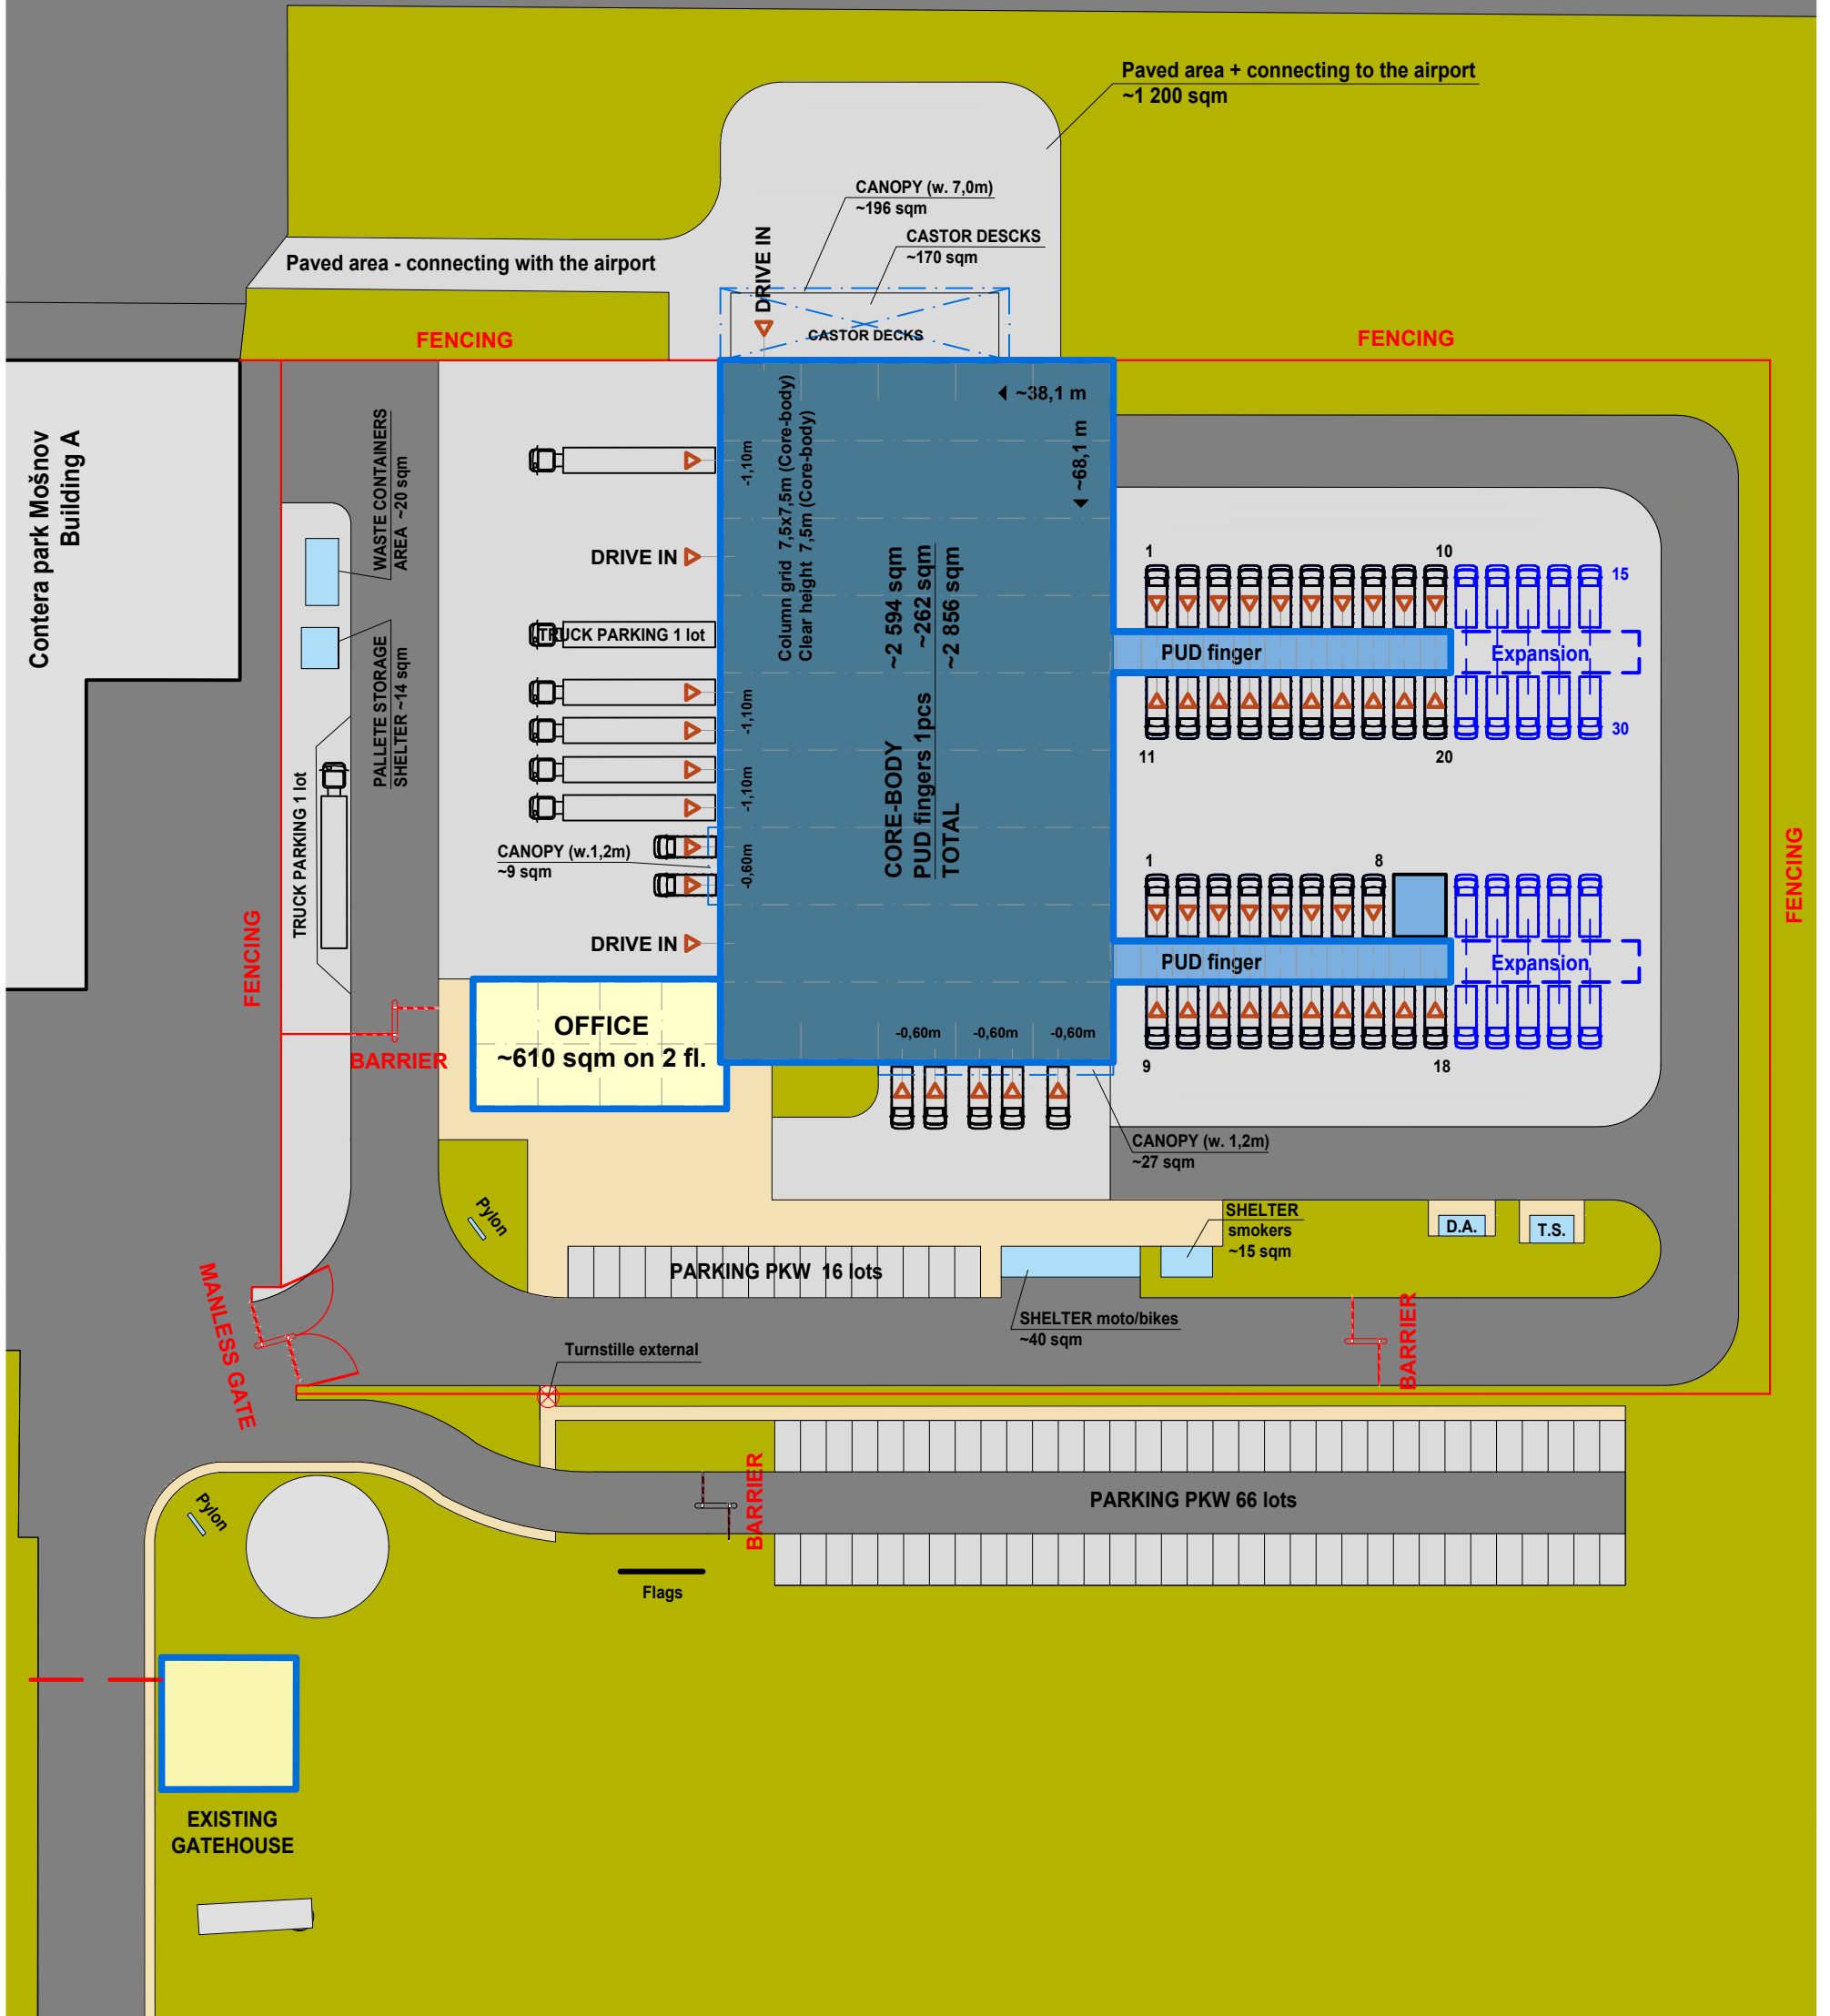 Paved area + connecting to the airport
~1 200 sqm
CANOPY (w. 7,0m)
~196 sqm
CASTOR DESCKS
~170 sqm
DRIVE IN
Paved area - connecting with the airport
CASTOR DECKS
FENCING
FENCING
Contera park Mošnov
Building A
WASTE CONTAINERS
AREA ~20 sqm
PALLETE STORAGE
SHELTER ~14 sqm
TRUCK PARKING 1 lot
FENCING
BARRIER
DRIVE IN
TRUCK PARKING 1 lot
CANOPY (w.1,2m)
~9 sqm
DRIVE IN
-1,10m
-1,10m
-1,10m
-0,60m
Column grid 7,5x7,5m (Core-body)
Clear height 7,5m (Core-body)
~38,1 m
~68,1 m
CORE-BODY ~2 594 sqm
PUD fingers 1pcs ~262 sqm
TOTAL ~2 856 sqm
1
10
15
PUD finger
Expansion
11
20
30
1
8
PUD finger
Expansion
9
18
FENCING
OFFICE
~610 sqm on 2 fl.
-0,60m
-0,60m
-0,60m
CANOPY (w. 1,2m)
~27 sqm
Pylon
SHELTER
smokers
~15 sqm
D.A.
T.S.
PARKING PKW 16 lots
SHELTER moto/bikes
~40 sqm
MANLESS GATE
Turnstille external
BARRIER
BARRIER
PARKING PKW 66 lots
Pylon
Flags
EXISTING
GATEHOUSE